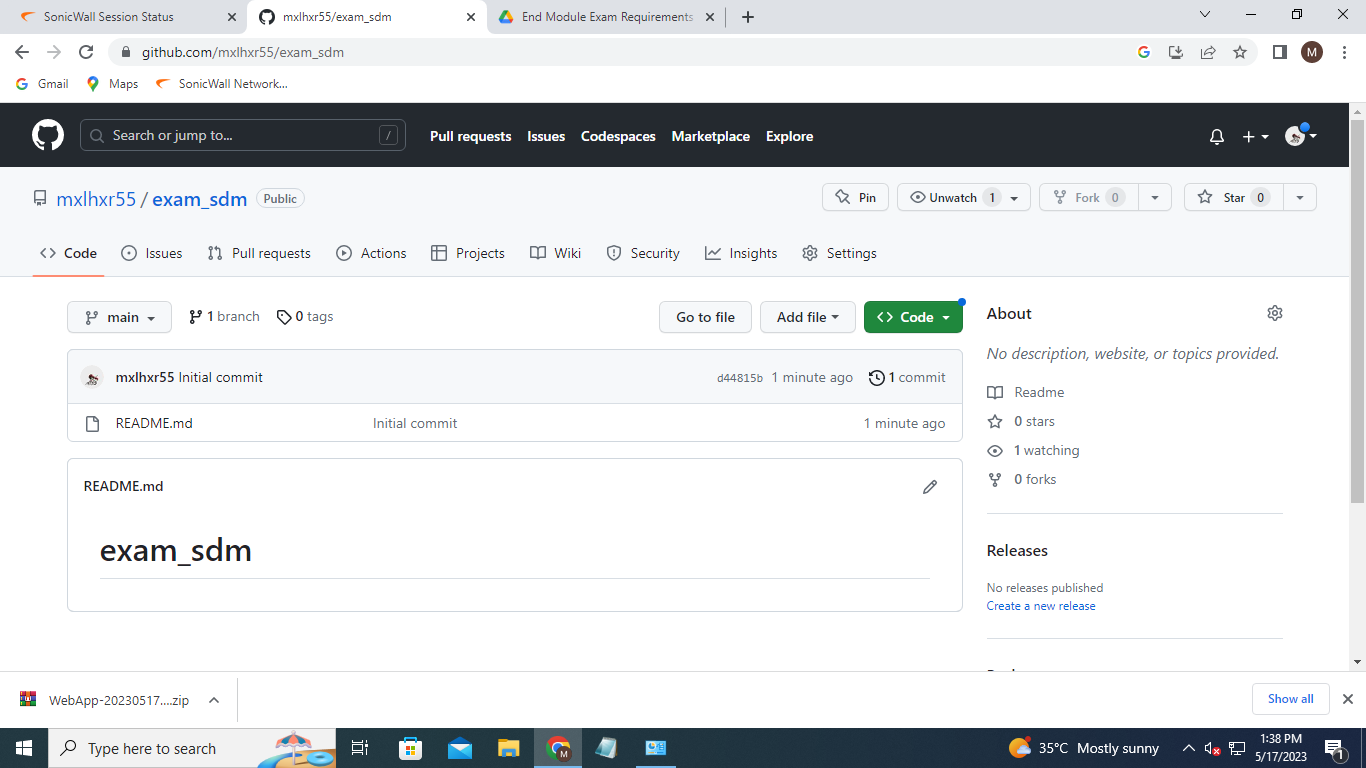 SonicWall Session Status
mxlhxr55/exam_sdm
End Module Exam Requirements
github.com/mxlhxr55/exam_sdm
M
Gmail
Maps
SonicWall Network...
Search or jump to...
/
Pull requests
Issues
Codespaces
Marketplace
Explore
mxlhxr55 / exam_sdm
Public
Pin
Unwatch 1
Fork 0
Star 0
Code
Issues
Pull requests
Actions
Projects
Wiki
Security
Insights
Settings
main
1 branch
0 tags
Go to file
Add file
Code
mxlhxr55 Initial commit
d44815b 1 minute ago
1 commit
README.md
Initial commit
1 minute ago
README.md
exam_sdm
About
No description, website, or topics provided.
Readme
0 stars
1 watching
0 forks
Releases
No releases published
Create a new release
WebApp-20230517....zip
Show all
Type here to search
M
35°C Mostly sunny
1:38 PM
5/17/2023
1